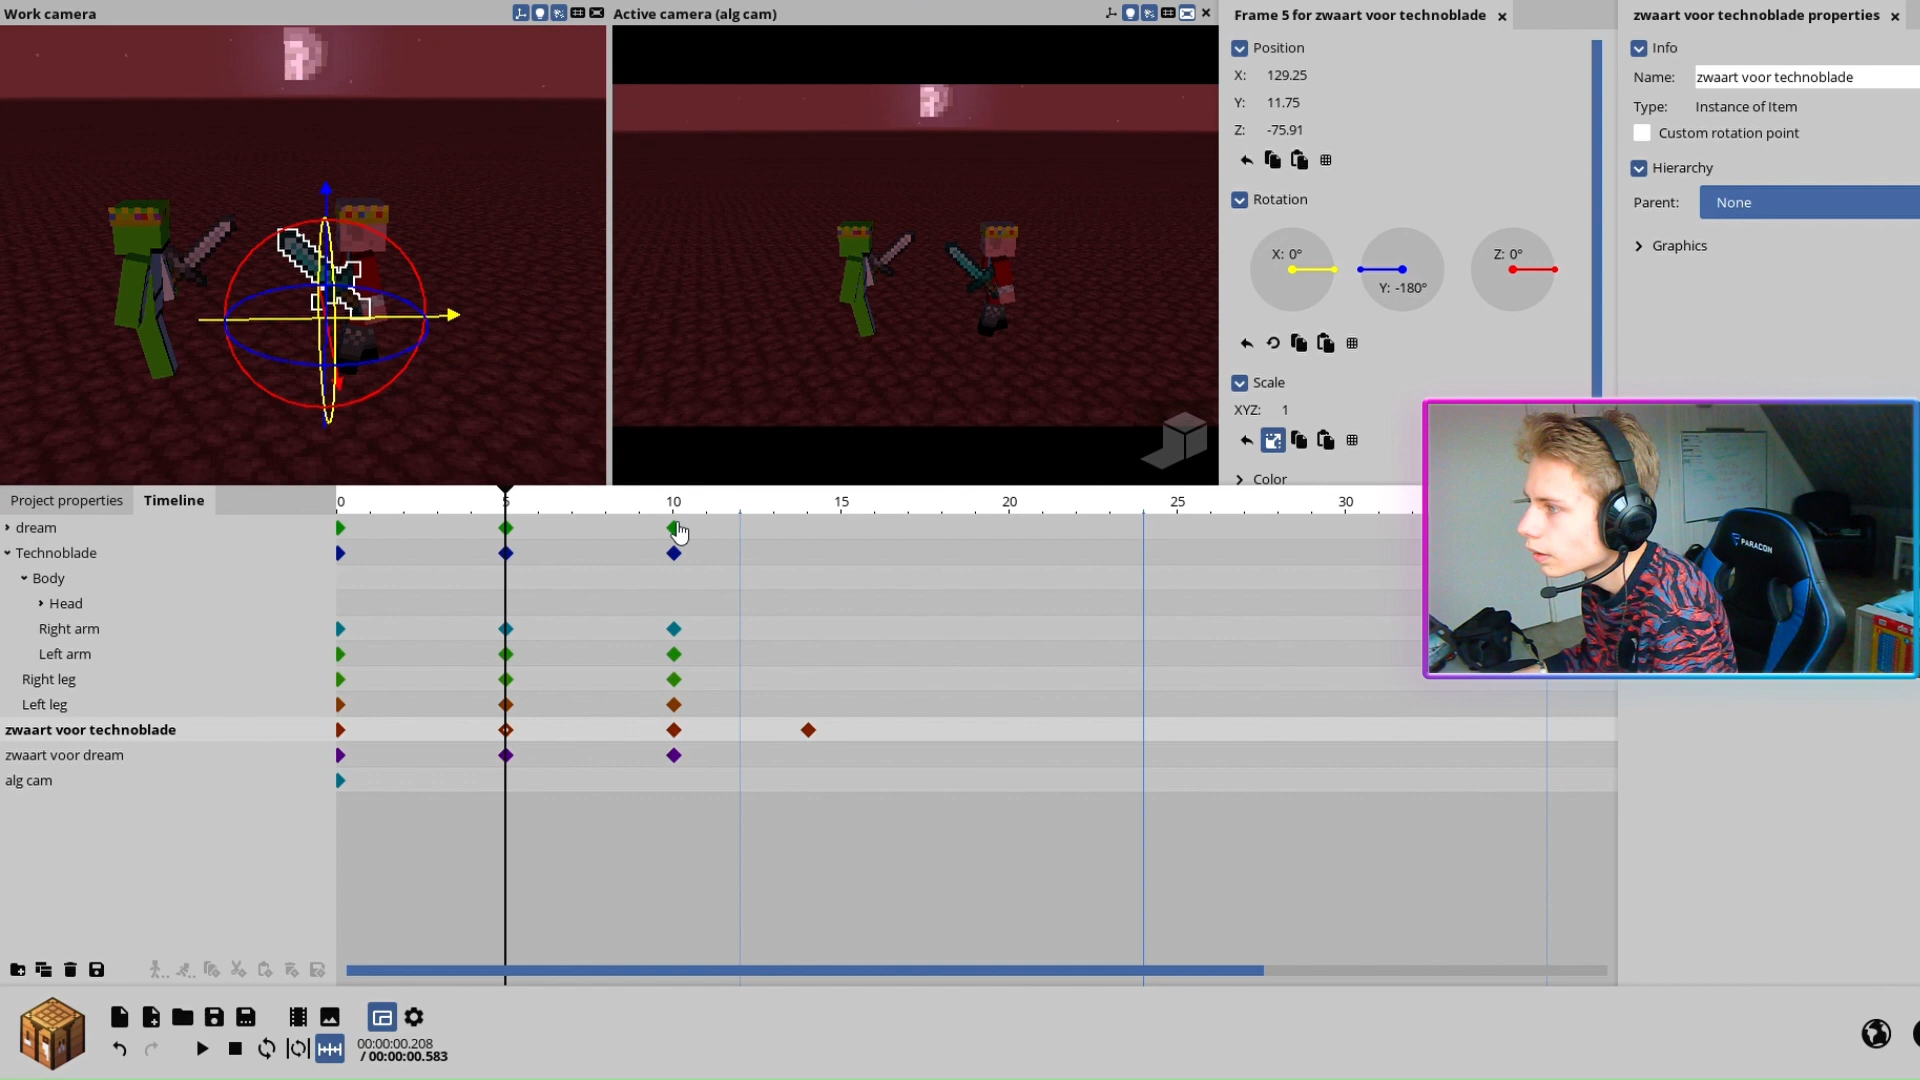 Work camera
Active camera (alg cam)
Frame 5 for zwaart voor technoblade
Position
X: 129.25
Y: 11.75
Z: -75.91
Rotation
X: 0°
Y: -180°
Z: 0°
Scale
XYZ: 1
Color
zwaart voor technoblade properties
Info
Name: zwaart voor technoblade
Type: Instance of Item
Custom rotation point
Hierarchy
Parent: None
Graphics
PARACON
Project properties Timeline
0 5 10 15 20 25 30
dream
Technoblade
Body
Head
Right arm
Left arm
Right leg
Left leg
zwaart voor technoblade
zwaart voor dream
alg cam
00:00:00.208
/ 00:00:00.583